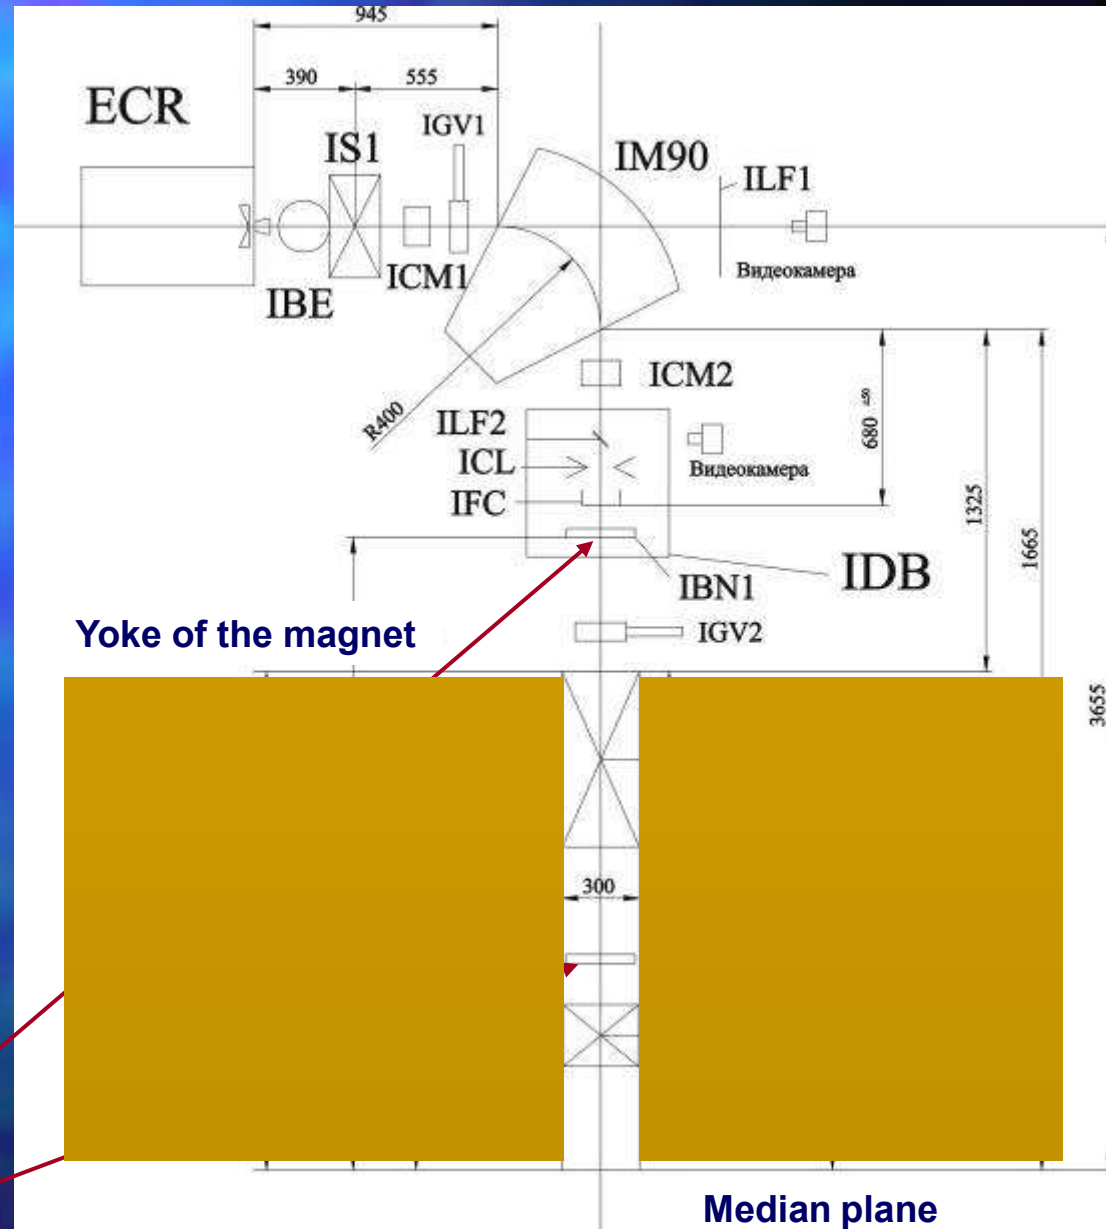 945
390
555
ECR
IGV1
IS1
IM90
ILF1
Видеокамера
ICM1
IBE
R400
ICM2
ILF2
ICL
IFC
Видеокамера
680
1325
1665
IDB
IBN1
IGV2
Yoke of the magnet
3655
300
Median plane